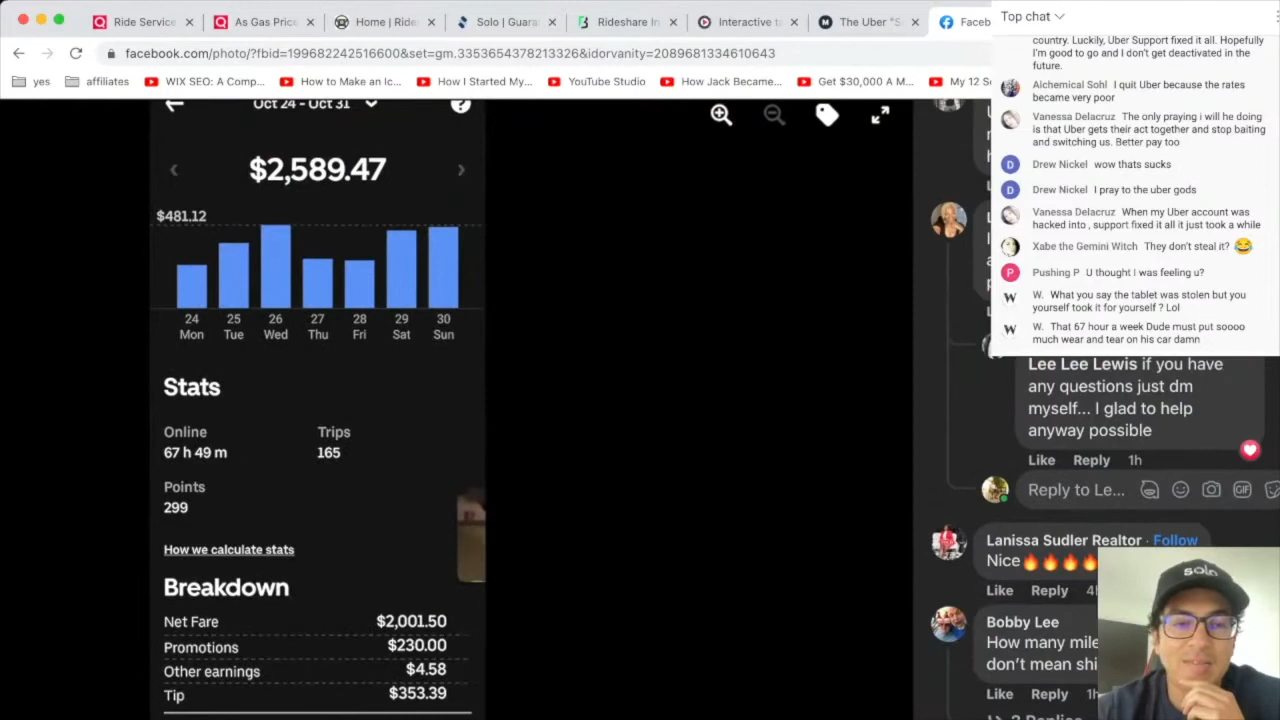 Ride Service
As Gas Price
Home | Ride
Solo | Guara
Rideshare In
Interactive t
The Uber "S
Faceb
facebook.com/photo/?fbid=199682242516600&set=gm.3353654378213326&idorvanity=2089681334610643
yes
affiliates
WIX SEO: A Comp...
How to Make an Ic...
How I Started My...
YouTube Studio
How Jack Became...
Get $30,000 A M...
My 12 Se
Top chat
country. Luckily, Uber Support fixed it all. Hopefully
I'm good to go and I don't get deactivated in the
future.
Alchemical Sohl I quit Uber because the rates
became very poor
Vanessa Delacruz The only praying i will he doing
is that Uber gets their act together and stop baiting
and switching us. Better pay too
D Drew Nickel wow thats sucks
D Drew Nickel I pray to the uber gods
Vanessa Delacruz When my Uber account was
hacked into , support fixed it all it just took a while
Xabe the Gemini Witch They don't steal it? 😂
P Pushing P U thought I was feeling u?
W W. What you say the tablet was stolen but you
yourself took it for yourself ? Lol
W W. That 67 hour a week Dude must put soooo
much wear and tear on his car damn
Oct 24 - Oct 31
$2,589.47
$481.12
24 25 26 27 28 29 30
Mon Tue Wed Thu Fri Sat Sun
Stats
Online Trips
67 h 49 m 165
Points
299
How we calculate stats
Breakdown
Net Fare $2,001.50
Promotions $230.00
Other earnings $4.58
Tip $353.39
Lee Lee Lewis if you have
any questions just dm
myself... I glad to help
anyway possible
Like Reply 1h
Reply to Le...
GIF
Lanissa Sudler Realtor · Follow
Nice🔥🔥🔥🔥
Like Reply 4
Bobby Lee
How many mile
don't mean shi
Like Reply 1h
solo